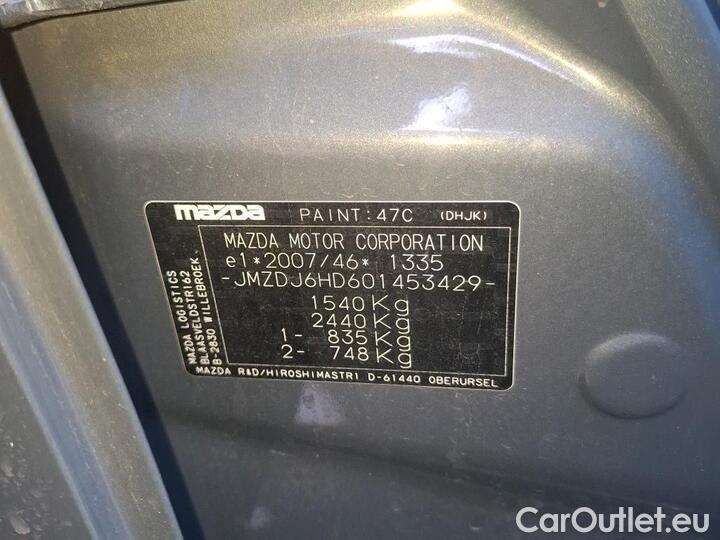 mazda PAINT: 47C (DHJK)
MAZDA MOTOR CORPORATION
e1*2007/46* 1335
-JMZDJ6HD601453429-
1540Kg
2440Kg
1- 835Kg
2- 748Kg
MAZDA LOGISTICS
BLAASVELDSTR162
B-2830 WILLEBROEK.
MAZDA R&D/HIROSHIMASTR1 D-61440 OBERURSEL
CarOutlet.eu